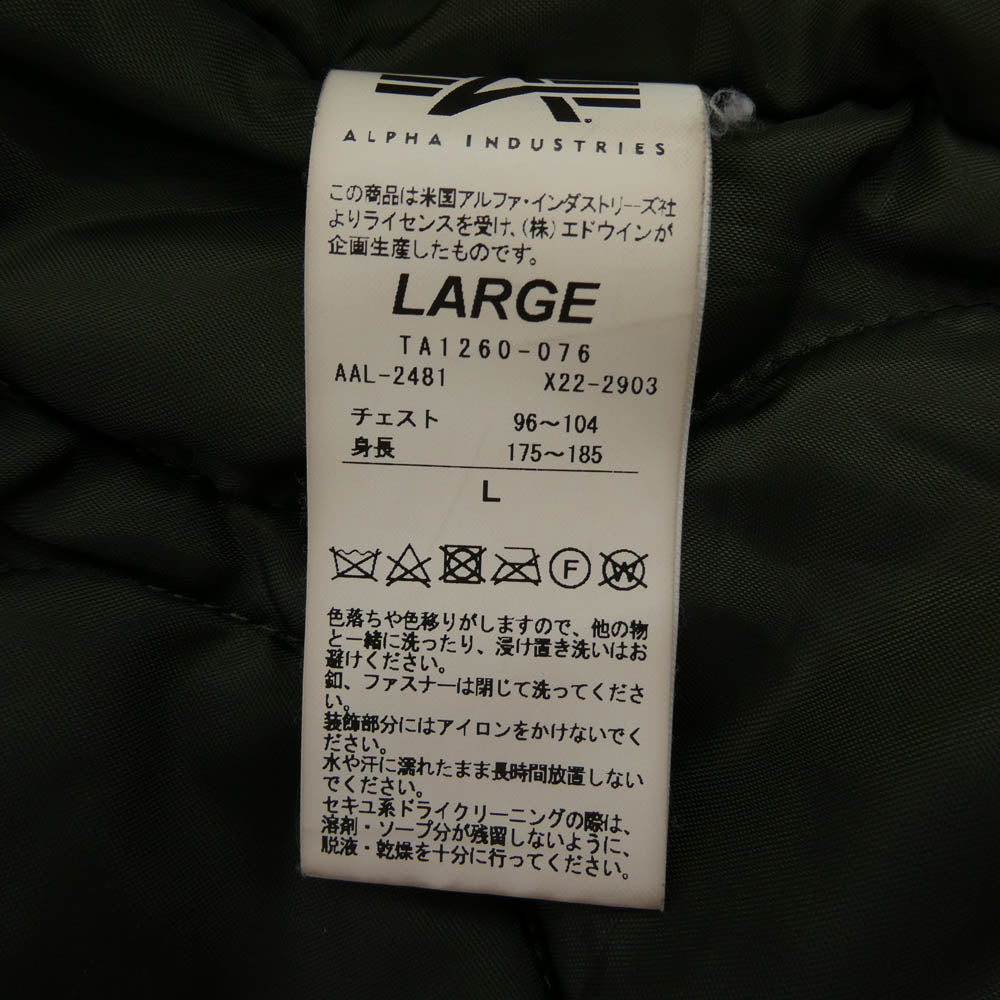 ALPHA INDUSTRIES
この商品は米国アルファ・インダストリーズ社
よりライセンスを受け、(株)エドウインが
企画生産したものです。
LARGE
TA1260-076
AAL-2481 X22-2903
チェスト 96～104
身長 175～185
L
F W
色落ちや色移りがしますので、他の物
と一緒に洗ったり、浸け置き洗いはお
避けください。
釦、ファスナーは閉じて洗ってくださ
い。
装飾部分にはアイロンをかけないでく
ださい。
水や汗に濡れたまま長時間放置しない
でください。
セキユ系ドライクリーニングの際は、
溶剤・ソープ分が残留しないように、
脱液・乾燥を十分に行ってください。